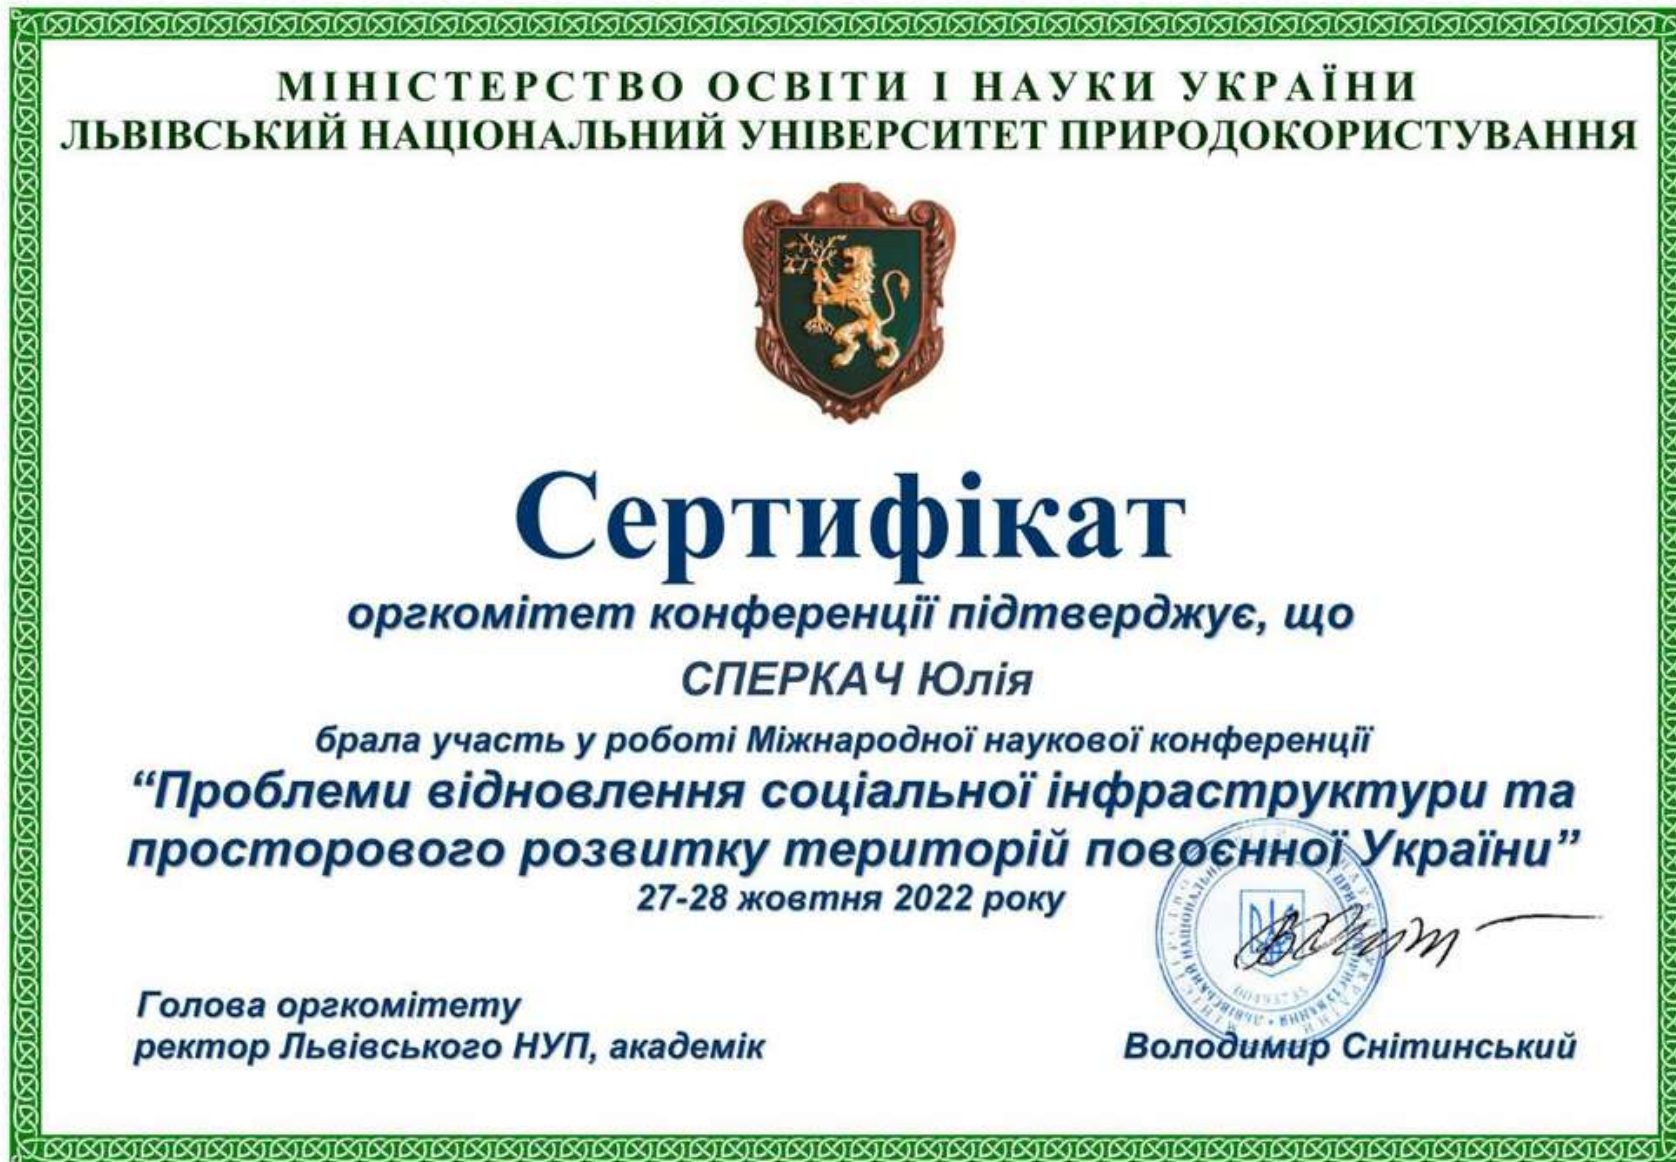 МІНІСТЕРСТВО ОСВІТИ І НАУКИ УКРАЇНИ
ЛЬВІВСЬКИЙ НАЦІОНАЛЬНИЙ УНІВЕРСИТЕТ ПРИРОДОКОРИСТУВАННЯ
Сертифікат
оргкомітет конференції підтверджує, що
СПЕРКАЧ Юлія
брала участь у роботі Міжнародної наукової конференції
“Проблеми відновлення соціальної інфраструктури та
просторового розвитку територій повоєнної України”
27-28 жовтня 2022 року
Голова оргкомітету
ректор Львівського НУП, академік
Володимир Снітинський